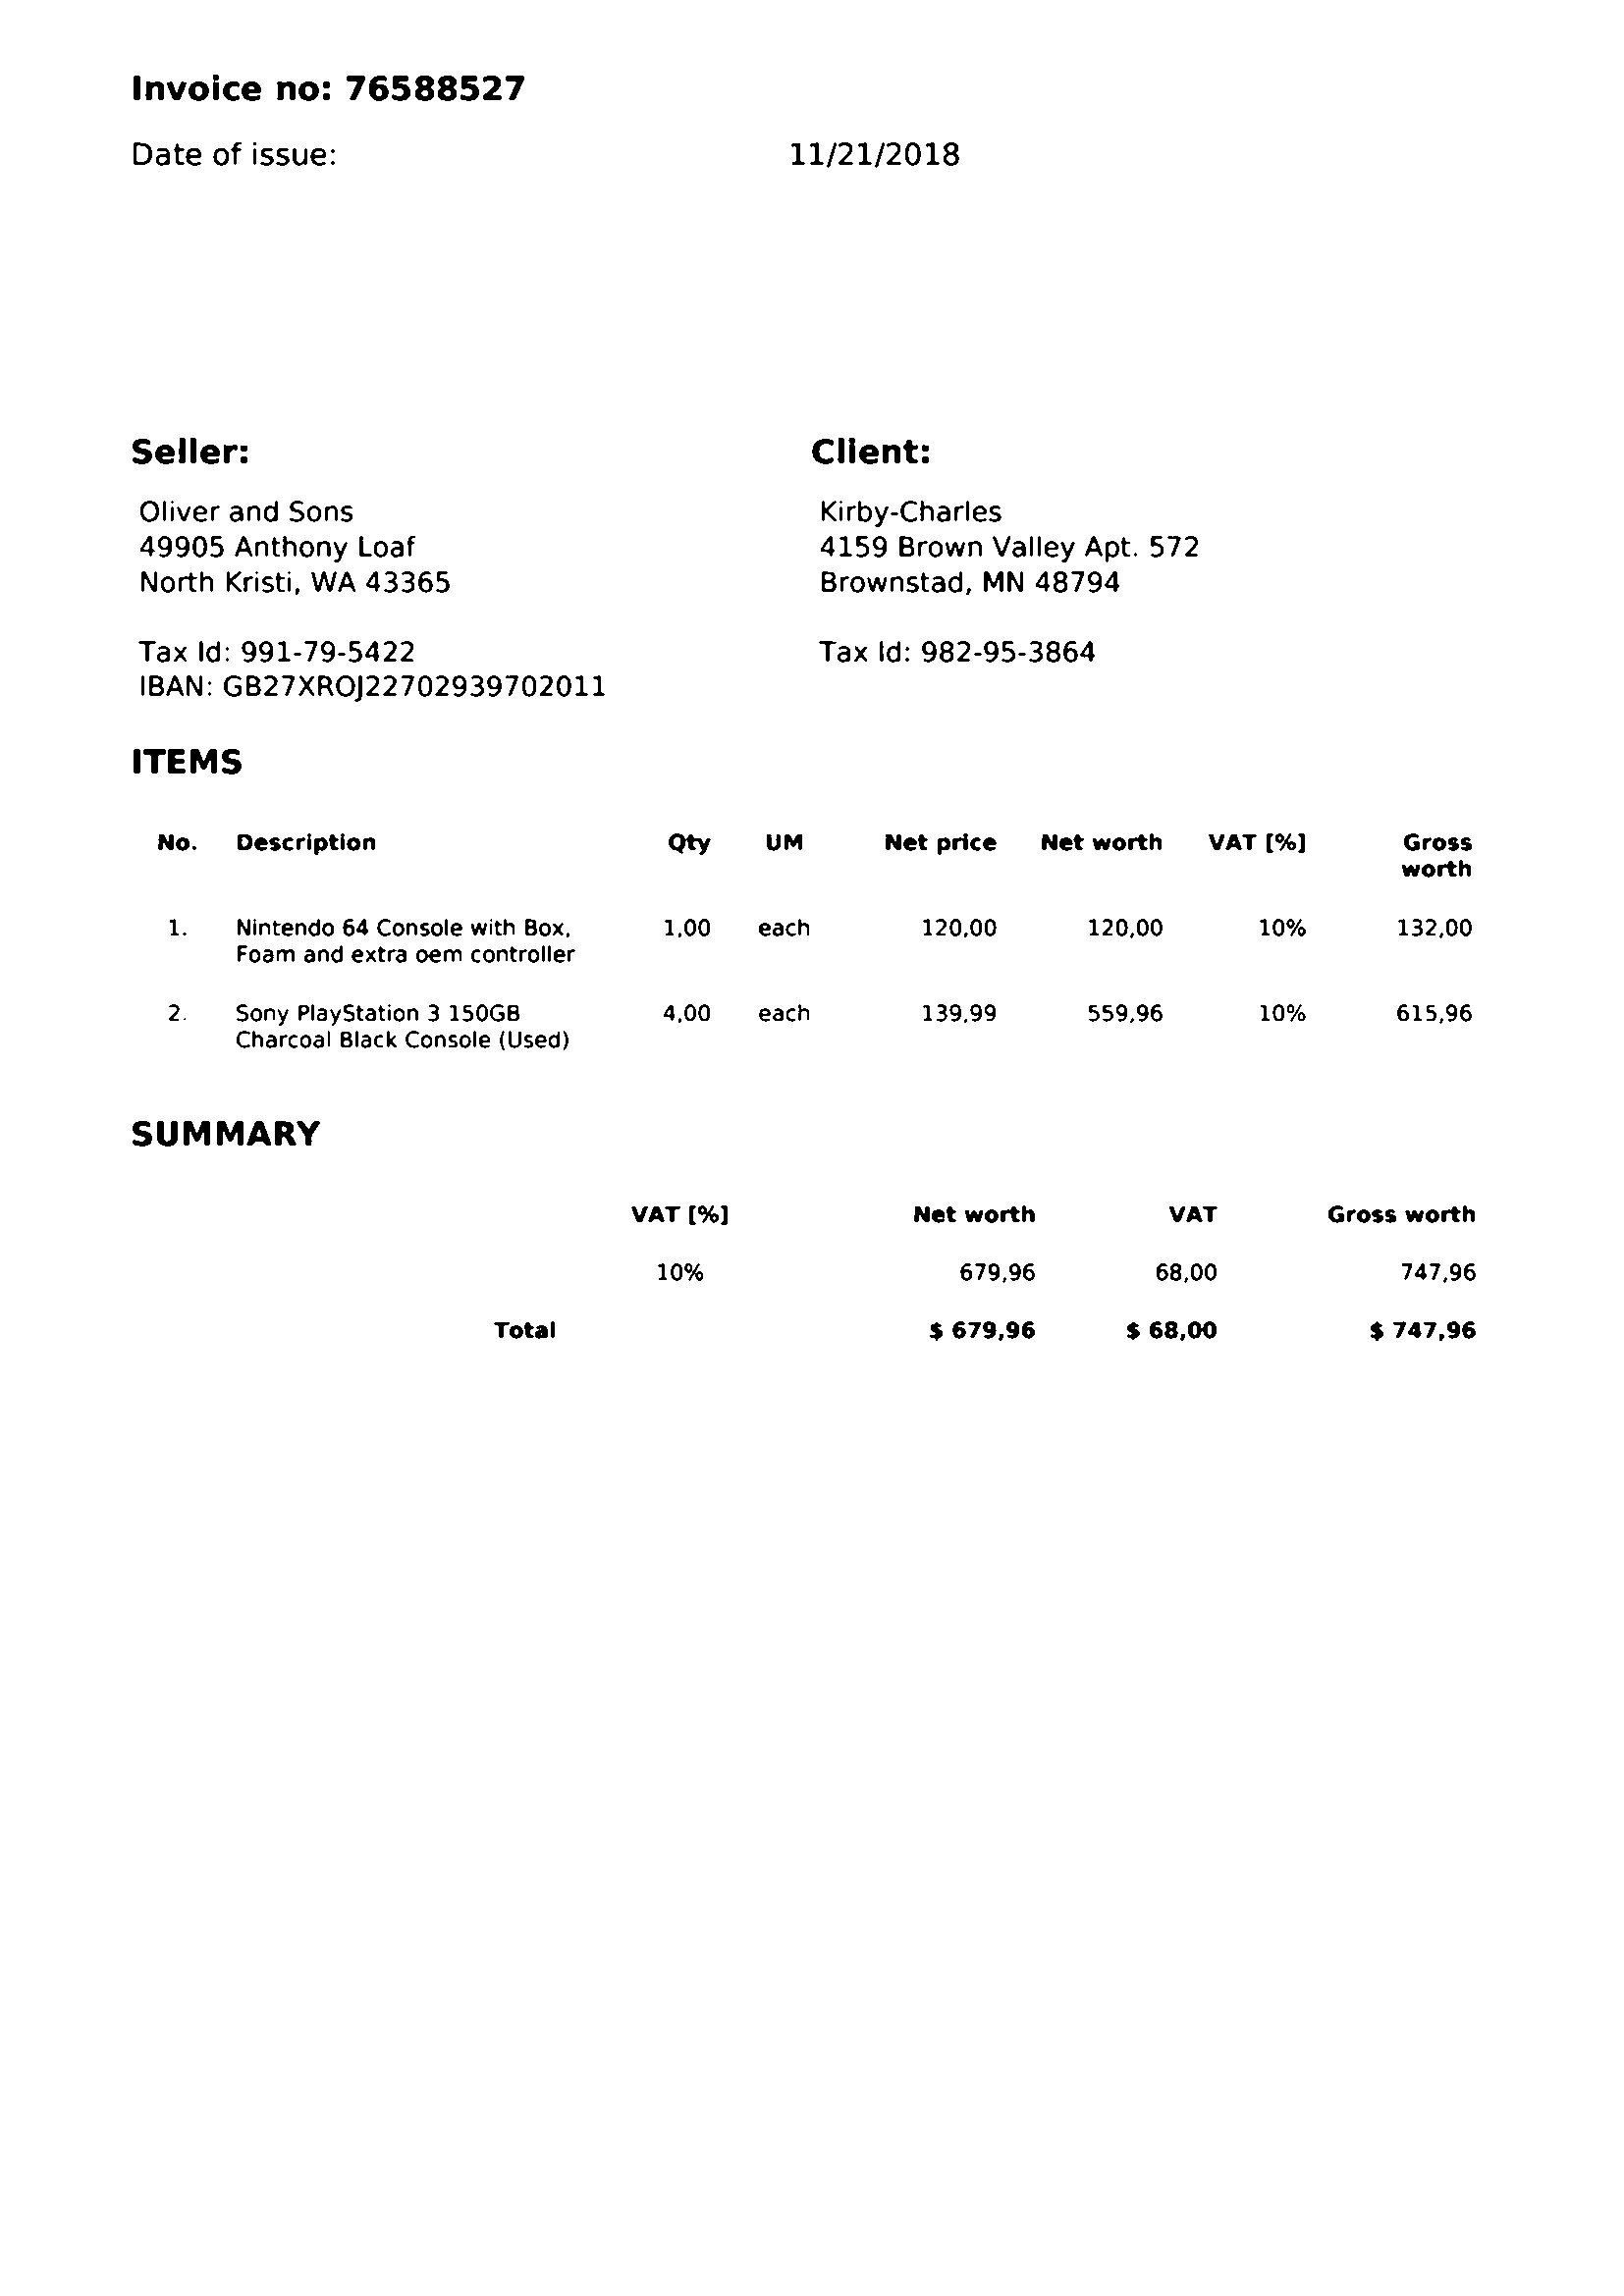 Invoice no: 76588527
Date of issue: 11/21/2018
Seller: Client:
Oliver and Sons Kirby-Charles
49905 Anthony Loaf 4159 Brown Valley Apt. 572
North Kristi, WA 43365 Brownstad, MN 48794
Tax Id: 991-79-5422 Tax Id: 982-95-3864
IBAN: GB27XROJ22702939702011
ITEMS
No. Description Qty UM Net price Net worth VAT [%] Gross
worth
1. Nintendo 64 Console with Box, 1,00 each 120,00 120,00 10% 132,00
Foam and extra oem controller
2. Sony PlayStation 3 150GB 4,00 each 139,99 559,96 10% 615,96
Charcoal Black Console (Used)
SUMMARY
VAT [%] Net worth VAT Gross worth
10% 679,96 68,00 747,96
Total $ 679,96 $ 68,00 $ 747,96